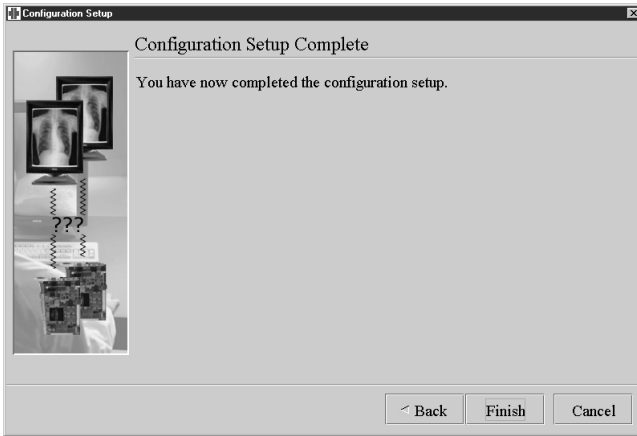 Configuration Setup
Configuration Setup Complete
You have now completed the configuration setup.
???
Back
Finish
Cancel